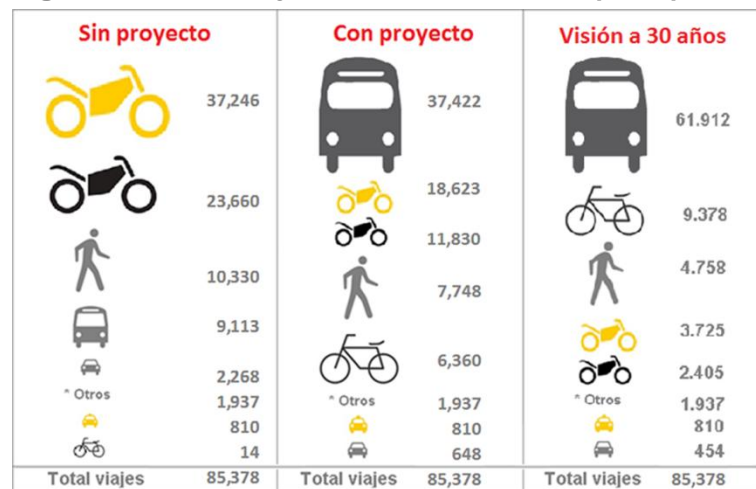 Sin proyecto
37,246
23,660
10,330
9,113
2,268
* Otros 1,937
810
14
Total viajes 85,378
Con proyecto
37,422
18,623
11,830
7,748
6,360
* Otros 1,937
810
648
Total viajes 85,378
Visión a 30 años
61.912
9.378
4.758
3.725
2.405
* Otros 1.937
810
454
Total viajes 85,378